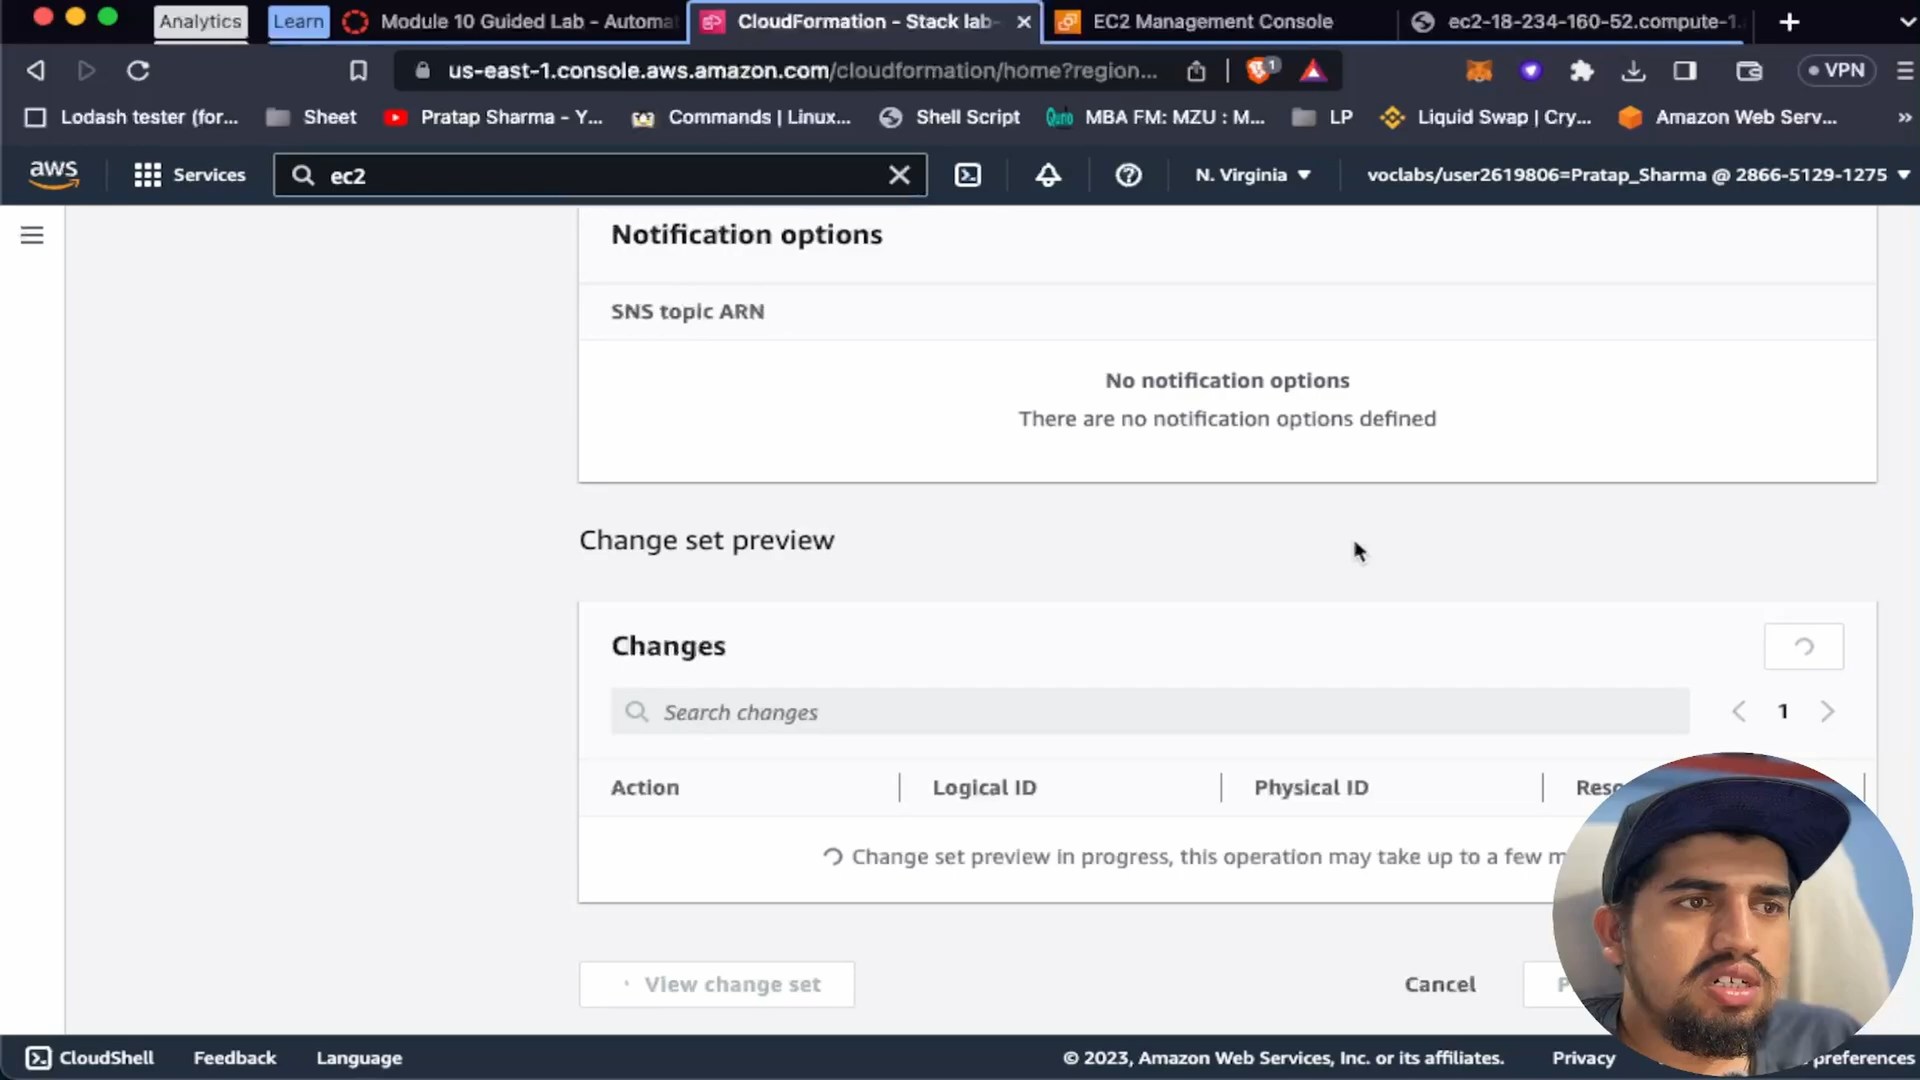 Analytics
Learn
Module 10 Guided Lab - Automat
CloudFormation - Stack lab-
EC2 Management Console
ec2-18-234-160-52.compute-1.
us-east-1.console.aws.amazon.com/cloudformation/home?region...
1
VPN
Lodash tester (for...
Sheet
Pratap Sharma - Y...
Commands | Linux...
Shell Script
MBA FM: MZU : M...
LP
Liquid Swap | Cry...
Amazon Web Serv...
»
aws
Services
ec2
N. Virginia
voclabs/user2619806=Pratap_Sharma @ 2866-5129-1275
Notification options
SNS topic ARN
No notification options
There are no notification options defined
Change set preview
Changes
Search changes
1
Action
Logical ID
Physical ID
Change set preview in progress, this operation may take up to a few
View change set
Cancel
CloudShell
Feedback
Language
© 2023, Amazon Web Services, Inc. or its affiliates.
Privacy
preferences